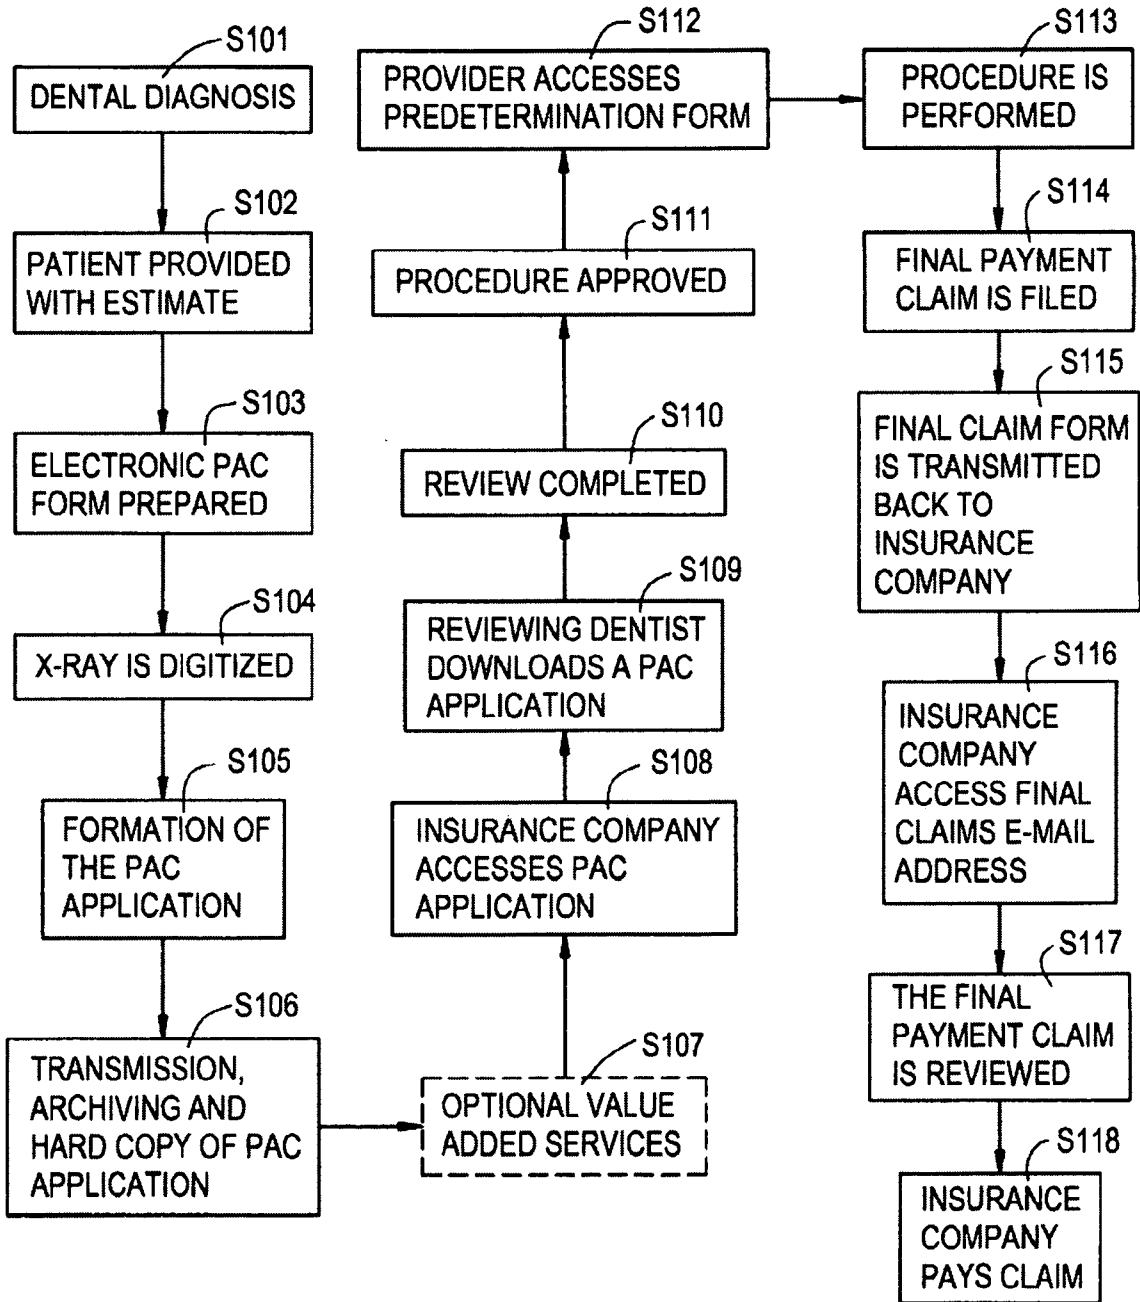 S101
DENTAL DIAGNOSIS
S102
PATIENT PROVIDED
WITH ESTIMATE
S103
ELECTRONIC PAC
FORM PREPARED
S104
X-RAY IS DIGITIZED
S105
FORMATION OF
THE PAC
APPLICATION
S106
TRANSMISSION,
ARCHIVING AND
HARD COPY OF PAC
APPLICATION
S107
OPTIONAL VALUE
ADDED SERVICES
S108
INSURANCE COMPANY
ACCESSES PAC
APPLICATION
S109
REVIEWING DENTIST
DOWNLOADS A PAC
APPLICATION
S110
REVIEW COMPLETED
S111
PROCEDURE APPROVED
S112
PROVIDER ACCESSES
PREDETERMINATION FORM
S113
PROCEDURE IS
PERFORMED
S114
FINAL PAYMENT
CLAIM IS FILED
S115
FINAL CLAIM FORM
IS TRANSMITTED
BACK TO
INSURANCE
COMPANY
S116
INSURANCE
COMPANY
ACCESS FINAL
CLAIMS E-MAIL
ADDRESS
S117
THE FINAL
PAYMENT CLAIM
IS REVIEWED
S118
INSURANCE
COMPANY
PAYS CLAIM